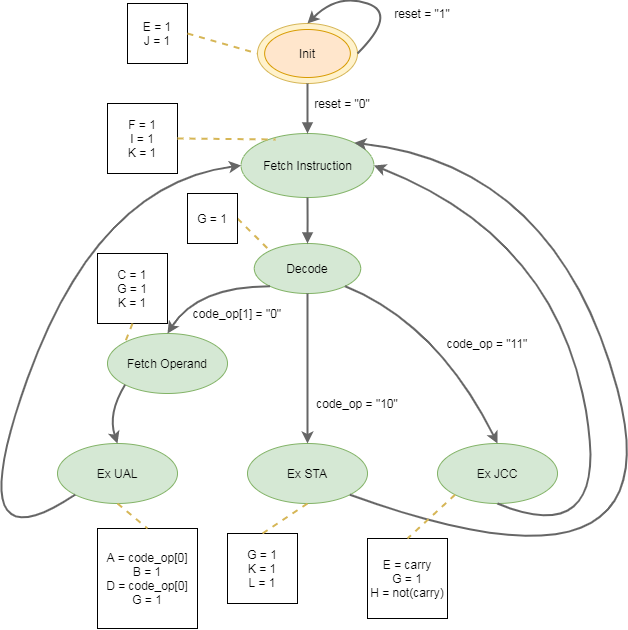 E = 1
J = 1
reset = "1"
Init
reset = "0"
F = 1
I = 1
K = 1
Fetch Instruction
G = 1
Decode
C = 1
G = 1
K = 1
code_op[1] = "0"
code_op = "11"
Fetch Operand
code_op = "10"
Ex UAL
Ex STA
Ex JCC
A = code_op[0]
B = 1
D = code_op[0]
G = 1
G = 1
K = 1
L = 1
E = carry
G = 1
H = not(carry)